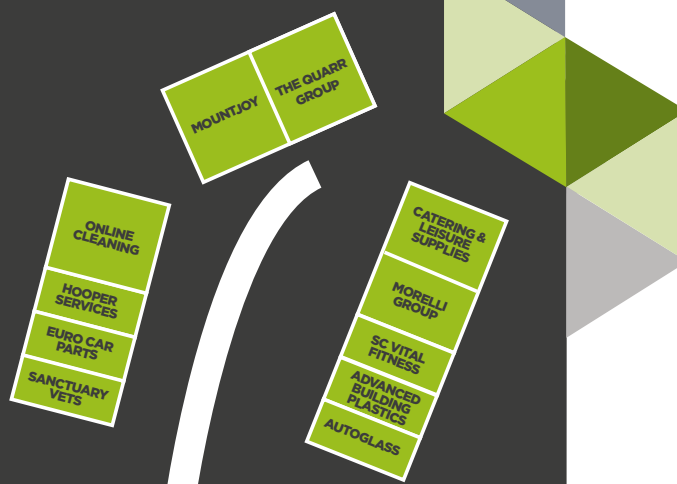 MOUNTJOY
THE QUARR
GROUP
ONLINE
CLEANING
HOOPER
SERVICES
EURO CAR
PARTS
SANCTUARY
VETS
CATERING &
LEISURE
SUPPLIES
MORELLI
GROUP
SC VITAL
FITNESS
ADVANCED
BUILDING
PLASTICS
AUTOGLASS